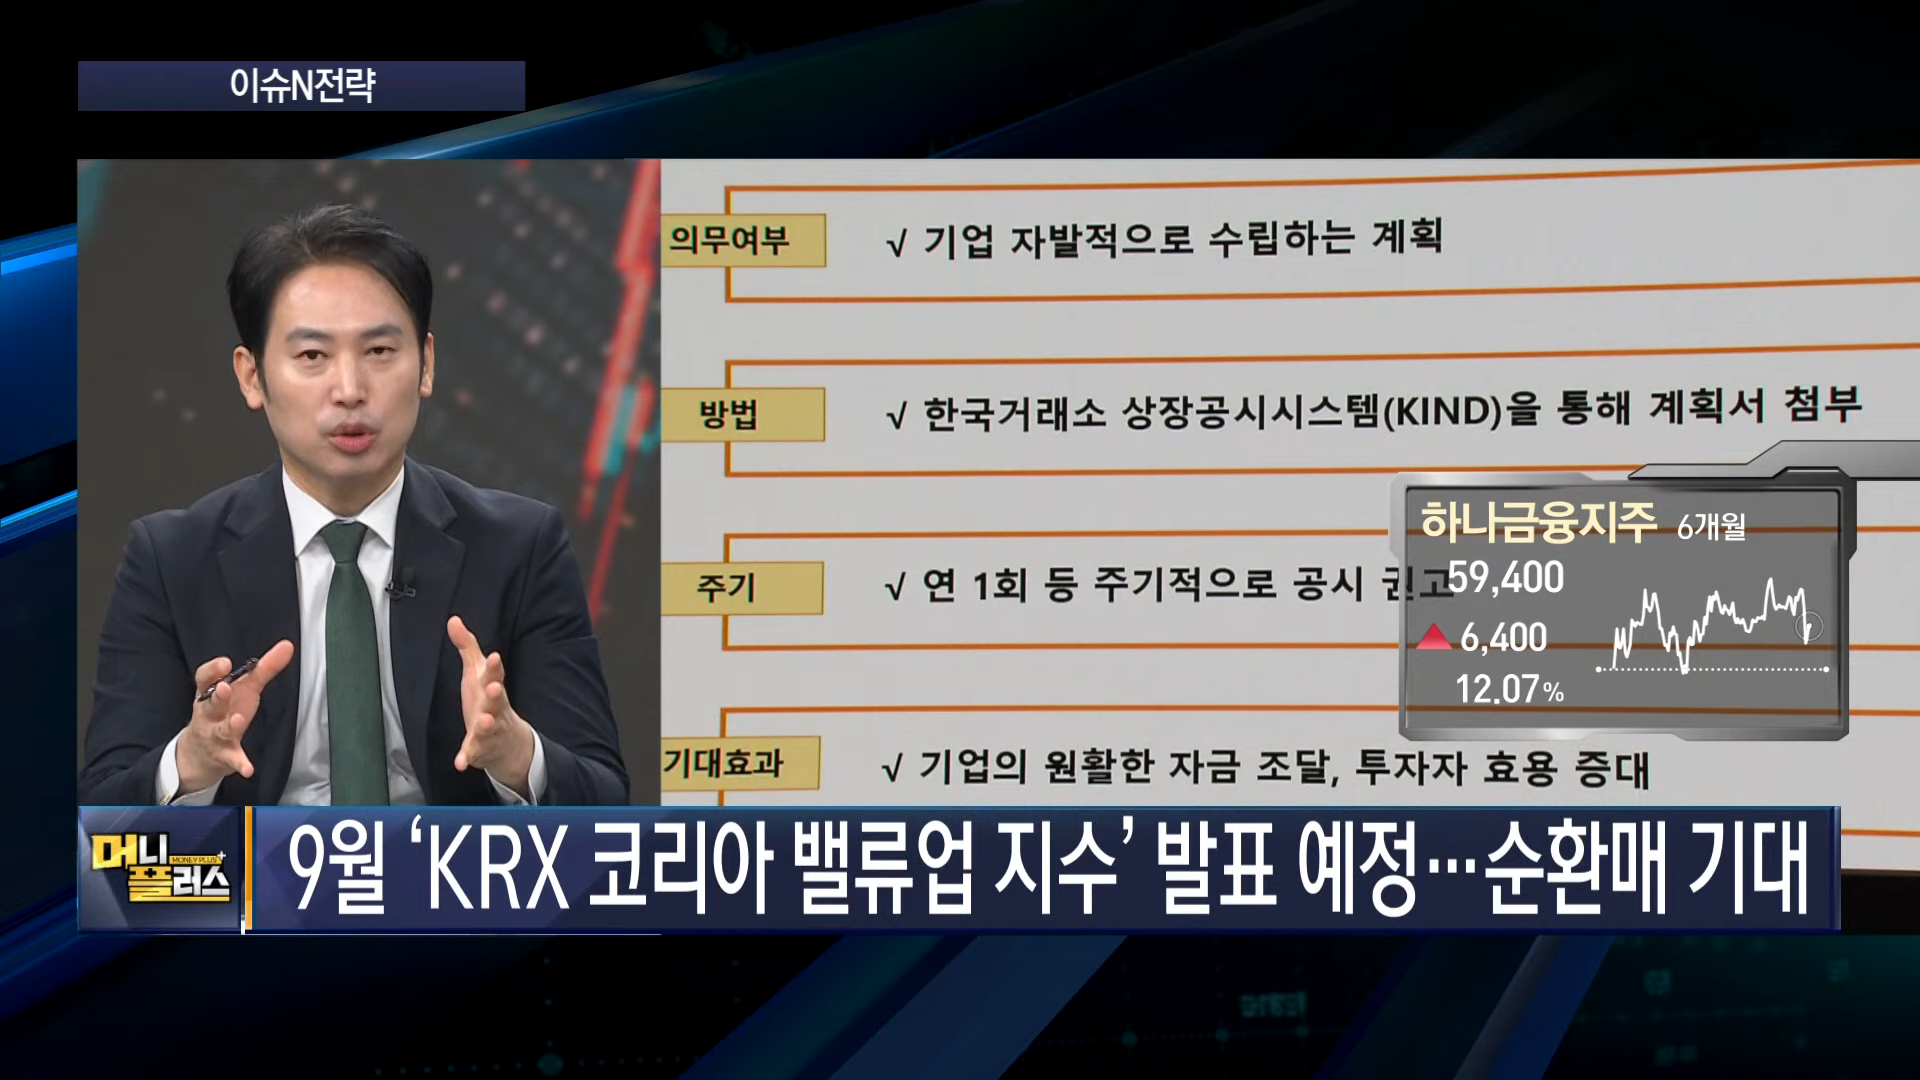 이슈N전략
의무여부
√ 기업 자발적으로 수립하는 계획
방법
√ 한국거래소 상장공시시스템(KIND)을 통해 계획서 첨부
주기
√ 연 1회 등 주기적으로 공시 권고
기대효과
√ 기업의 원활한 자금 조달, 투자자 효용 증대
하나금융지주 6개월
59,400
▲ 6,400
12.07%
머니
MONEY PLUS+
플러스
9월 ‘KRX 코리아 밸류업 지수’ 발표 예정…순환매 기대